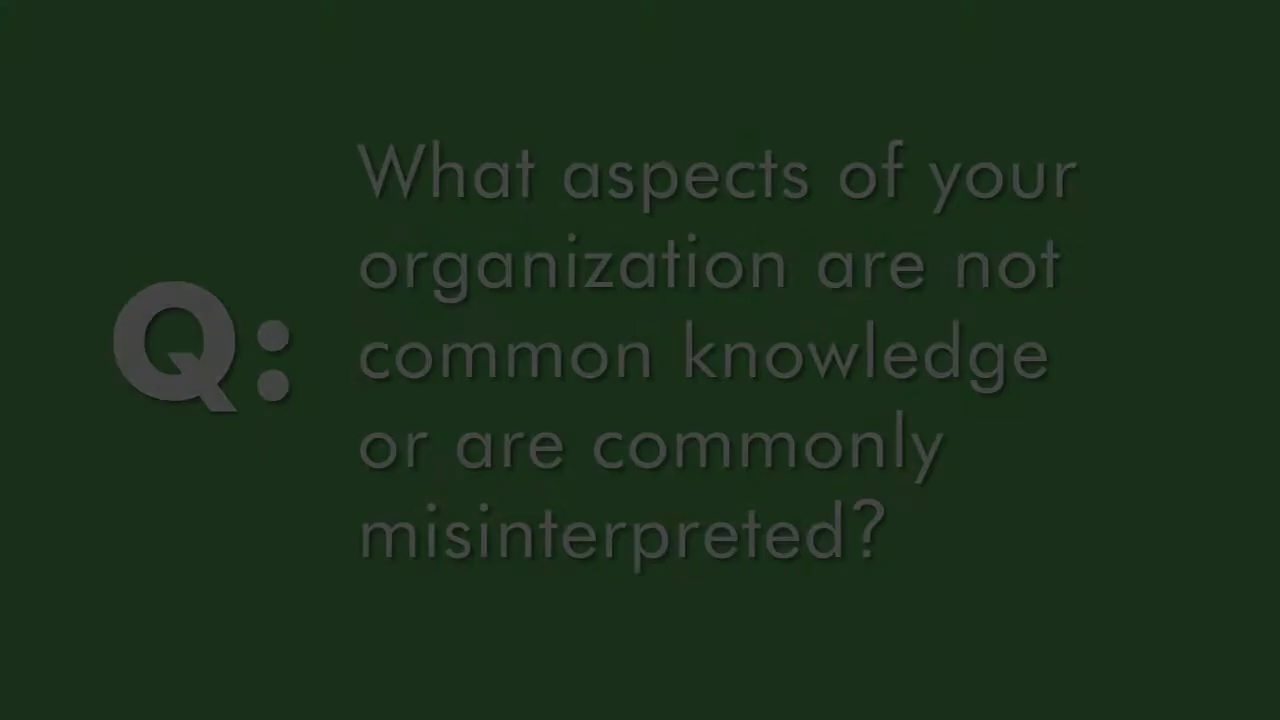 Q:
What aspects of your
organization are not
common knowledge
or are commonly
misinterpreted?